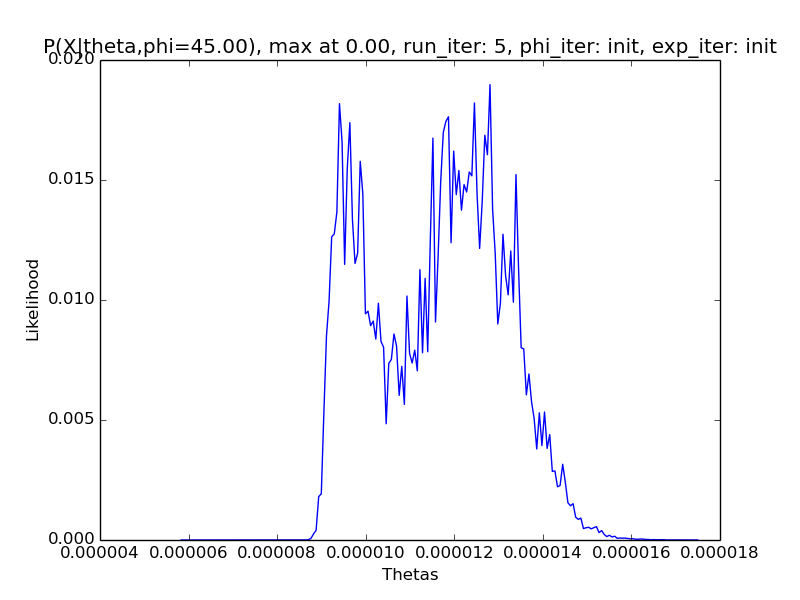 P(X|theta,phi=45.00), max at 0.00, run_iter: 5, phi_iter: init, exp_iter: init
0.020
0.015
0.010
0.005
0.000
Likelihood
0.000004 0.000006 0.000008 0.000010 0.000012 0.000014 0.000016 0.000018
Thetas